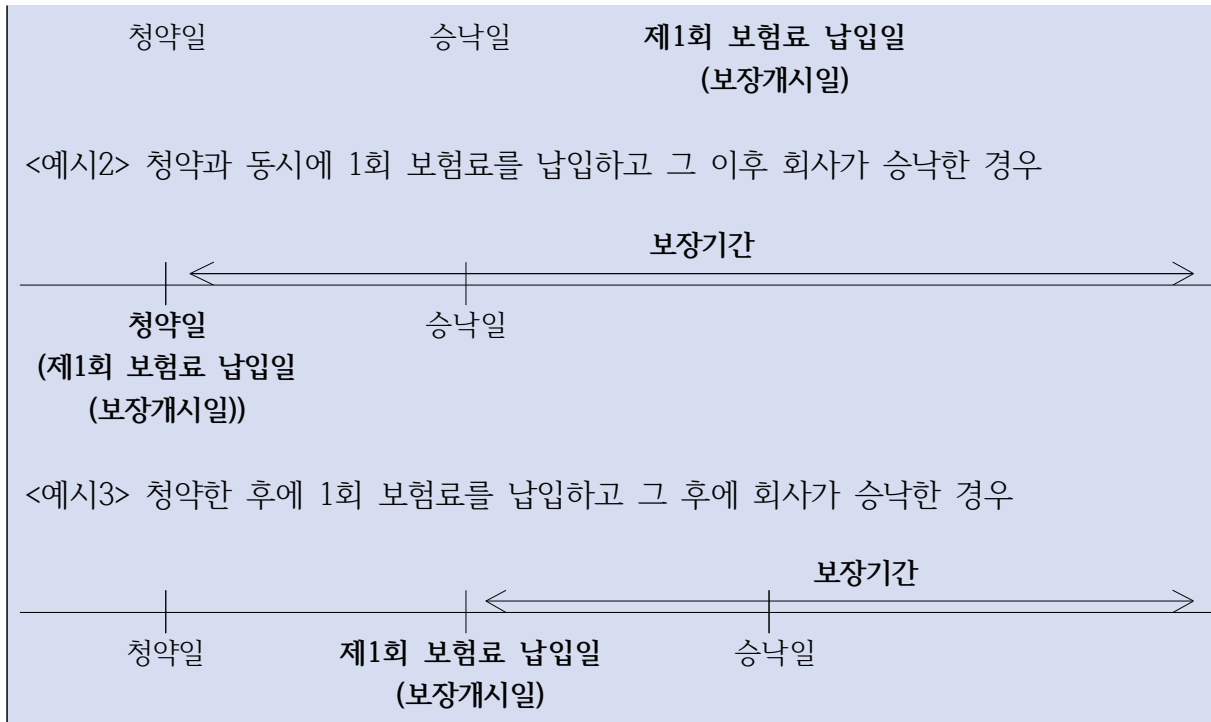 청약일 승낙일 제1회 보험료 납입일
(보장개시일)
<예시2> 청약과 동시에 1회 보험료를 납입하고 그 이후 회사가 승낙한 경우
보장기간
청약일 승낙일
(제1회 보험료 납입일
(보장개시일))
<예시3> 청약한 후에 1회 보험료를 납입하고 그 후에 회사가 승낙한 경우
보장기간
청약일 제1회 보험료 납입일 승낙일
(보장개시일)